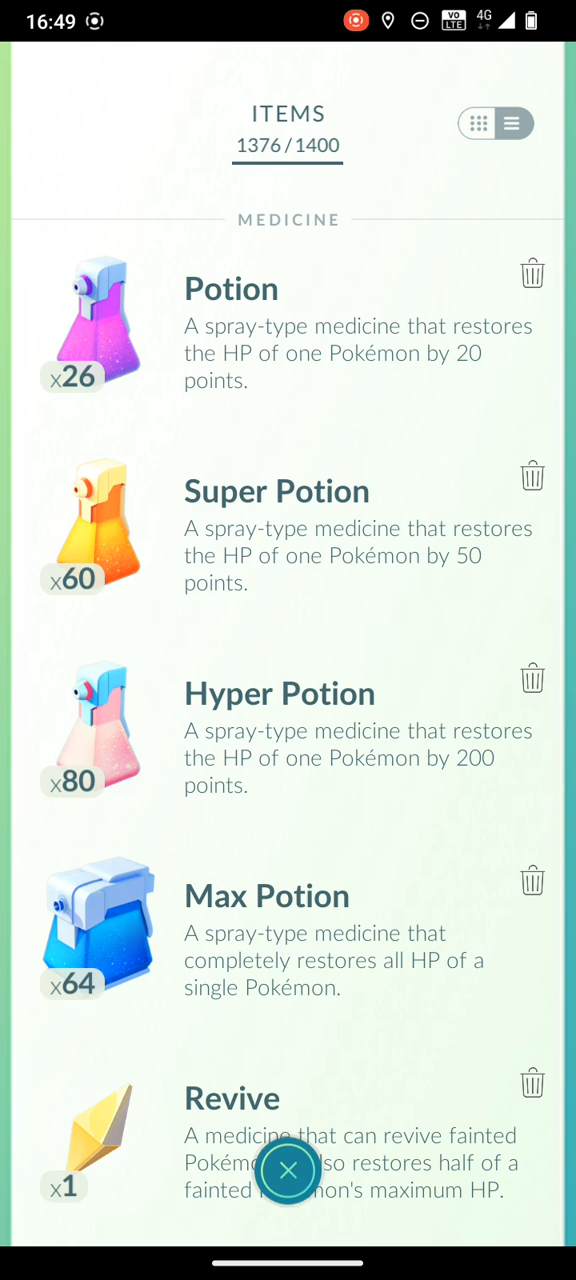 16:49
VO LTE 4G
ITEMS
1376 / 1400
MEDICINE
Potion
A spray-type medicine that restores
the HP of one Pokémon by 20
points.
x26
Super Potion
A spray-type medicine that restores
the HP of one Pokémon by 50
points.
x60
Hyper Potion
A spray-type medicine that restores
the HP of one Pokémon by 200
points.
x80
Max Potion
A spray-type medicine that
completely restores all HP of a
single Pokémon.
x64
Revive
A medicine that can revive fainted
restores half of a
fainted maximum HP.
x1